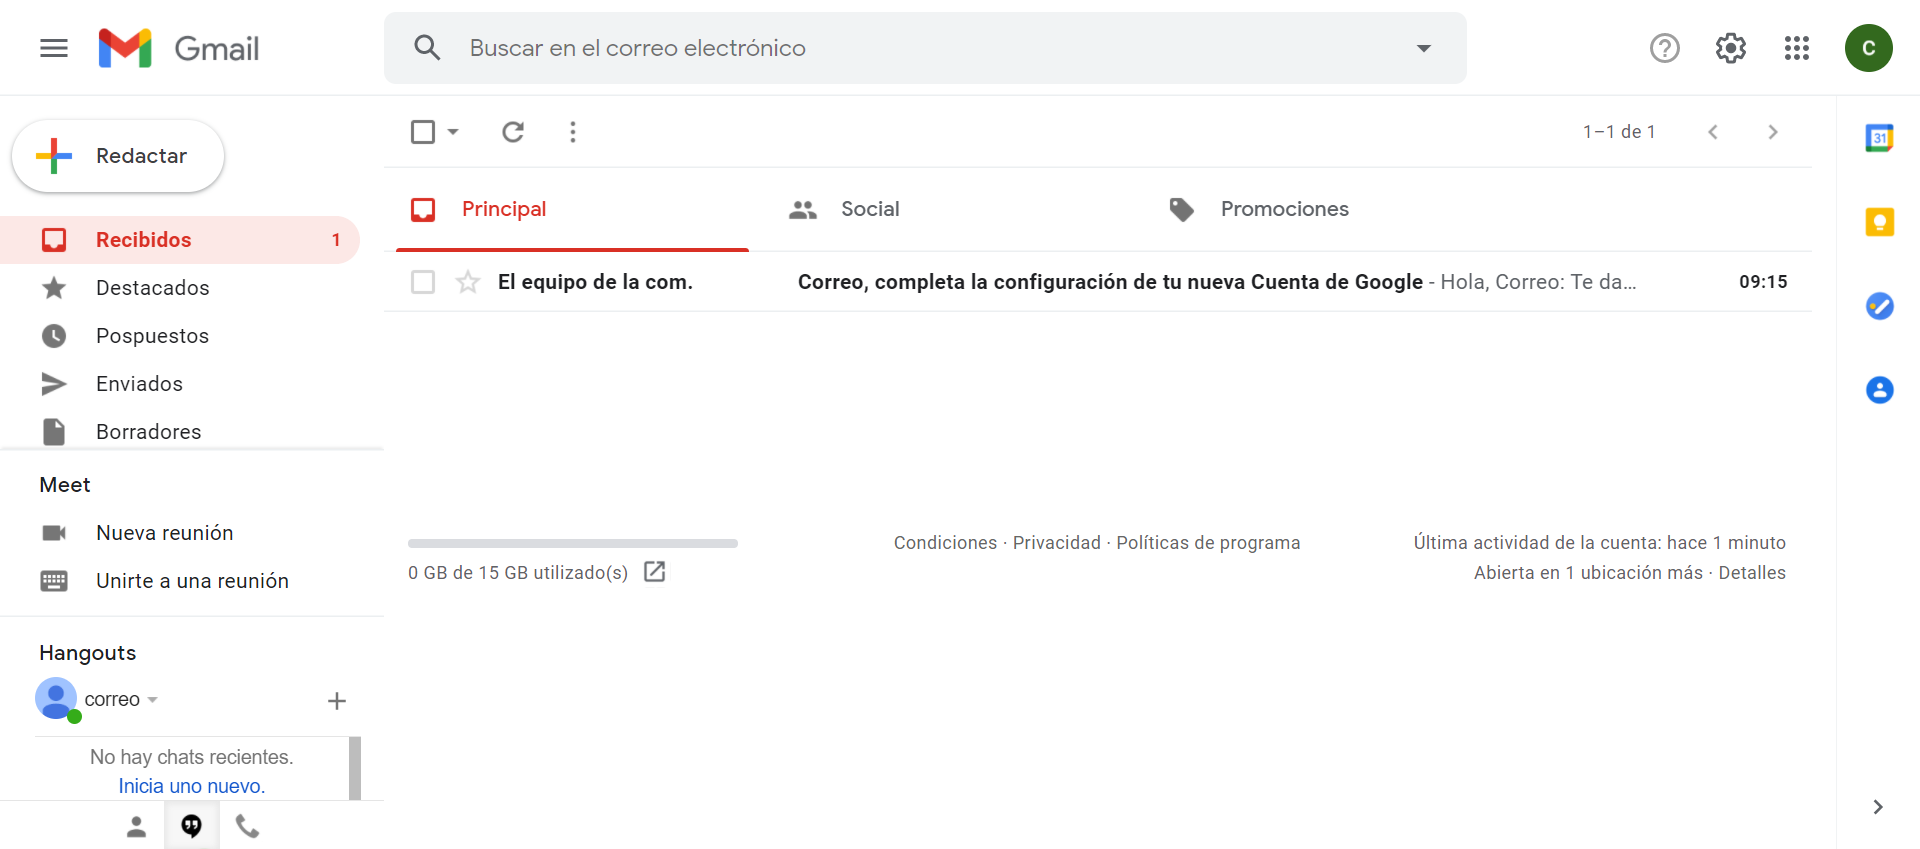 Gmail
Buscar en el correo electrónico
C
Redactar
Recibidos 1
Destacados
Pospuestos
Enviados
Borradores
Meet
Nueva reunión
Unirte a una reunión
Hangouts
correo
No hay chats recientes.
Inicia uno nuevo.
1–1 de 1
Principal
Social
Promociones
El equipo de la com. Correo, completa la configuración de tu nueva Cuenta de Google - Hola, Correo: Te da… 09:15
0 GB de 15 GB utilizado(s)
Condiciones · Privacidad · Políticas de programa
Última actividad de la cuenta: hace 1 minuto
Abierta en 1 ubicación más · Detalles
31